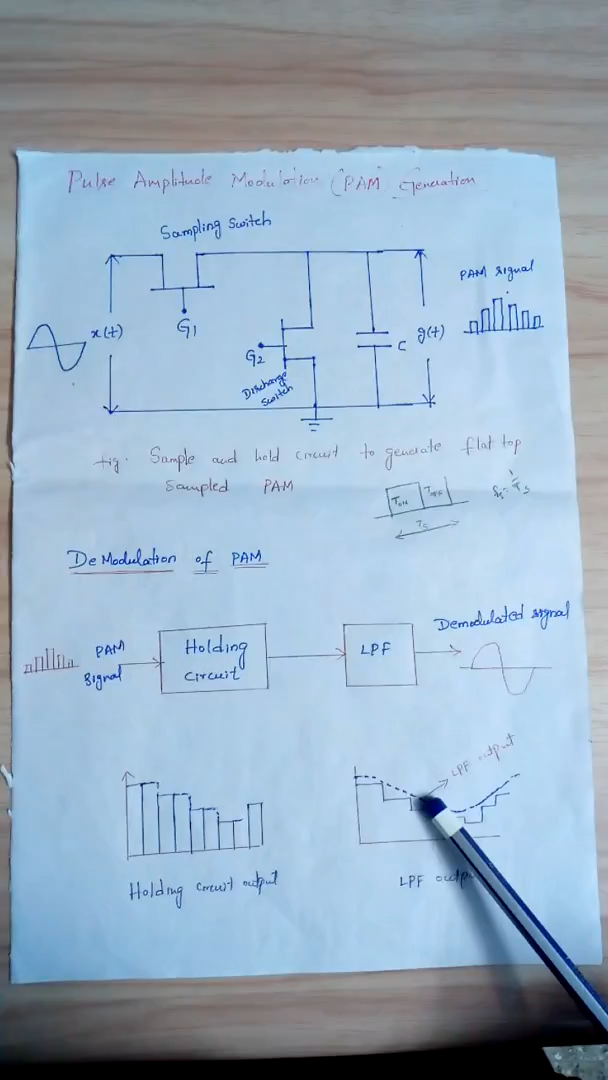 Pulse Amplitude Modulation (PAM) Generation
Sampling Switch
PAM signal
x(t)
G1
G2
C
g(t)
Discharge
switch
fig. Sample and hold circuit to generate flat top
Sampled PAM
TON TOFF
Ts
fs = 1/Ts
DeModulation of PAM
PAM
signal
Holding
circuit
LPF
Demodulated signal
LPF output
Holding circuit output
LPF